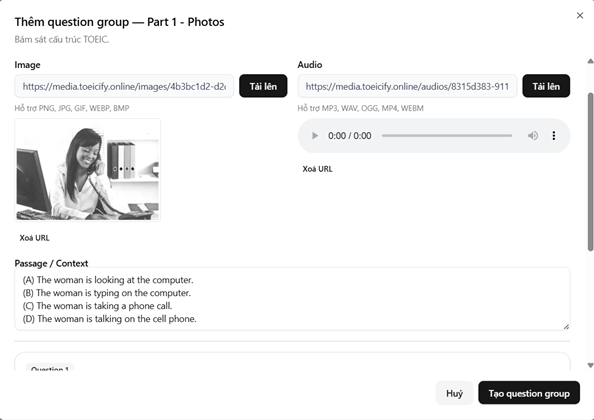 Thêm question group — Part 1 - Photos
Bám sát cấu trúc TOEIC.
Image
https://media.toeicify.online/images/4b3bc1d2-d2
Tải lên
Hỗ trợ PNG, JPG, GIF, WEBP, BMP
Xoá URL
Audio
https://media.toeicify.online/audios/8315d383-911
Tải lên
Hỗ trợ MP3, WAV, OGG, MP4, WEBM
0:00 / 0:00
Xoá URL
Passage / Context
(A) The woman is looking at the computer.
(B) The woman is typing on the computer.
(C) The woman is taking a phone call.
(D) The woman is talking on the cell phone.
Question 1
Huỷ
Tạo question group